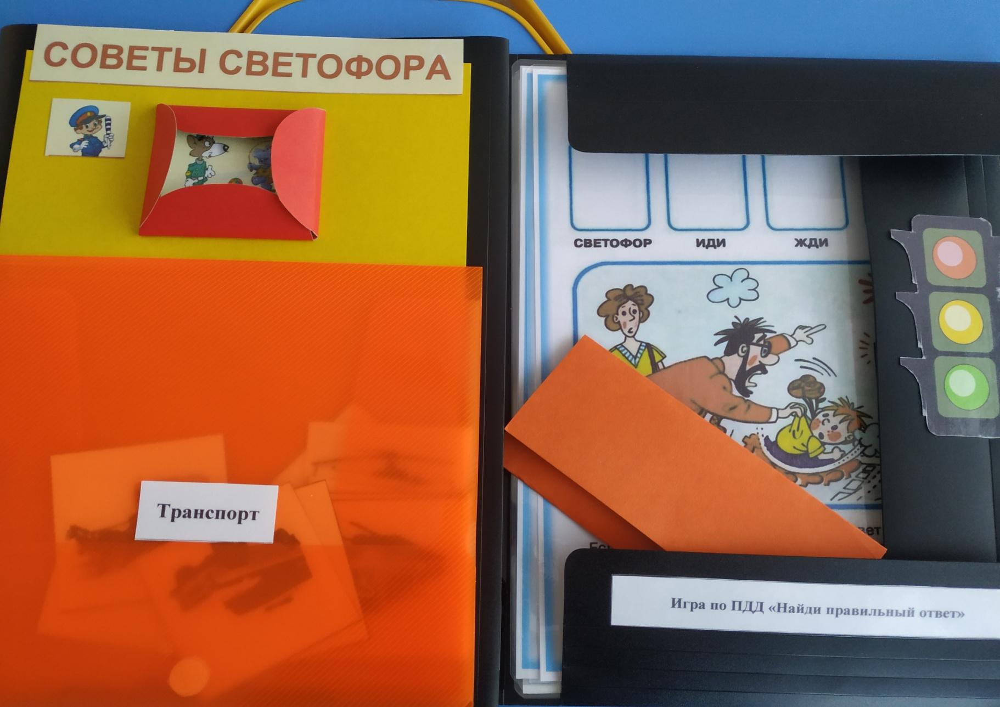 СОВЕТЫ СВЕТОФОРА
Транспорт
СВЕТОФОР ИДИ ЖДИ
Игра по ПДД «Найди правильный ответ»